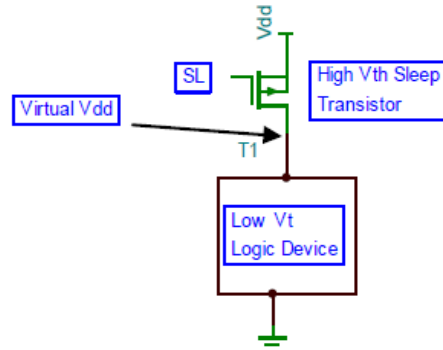 Vdd
SL
High Vth Sleep
Transistor
Virtual Vdd
T1
Low Vt
Logic Device